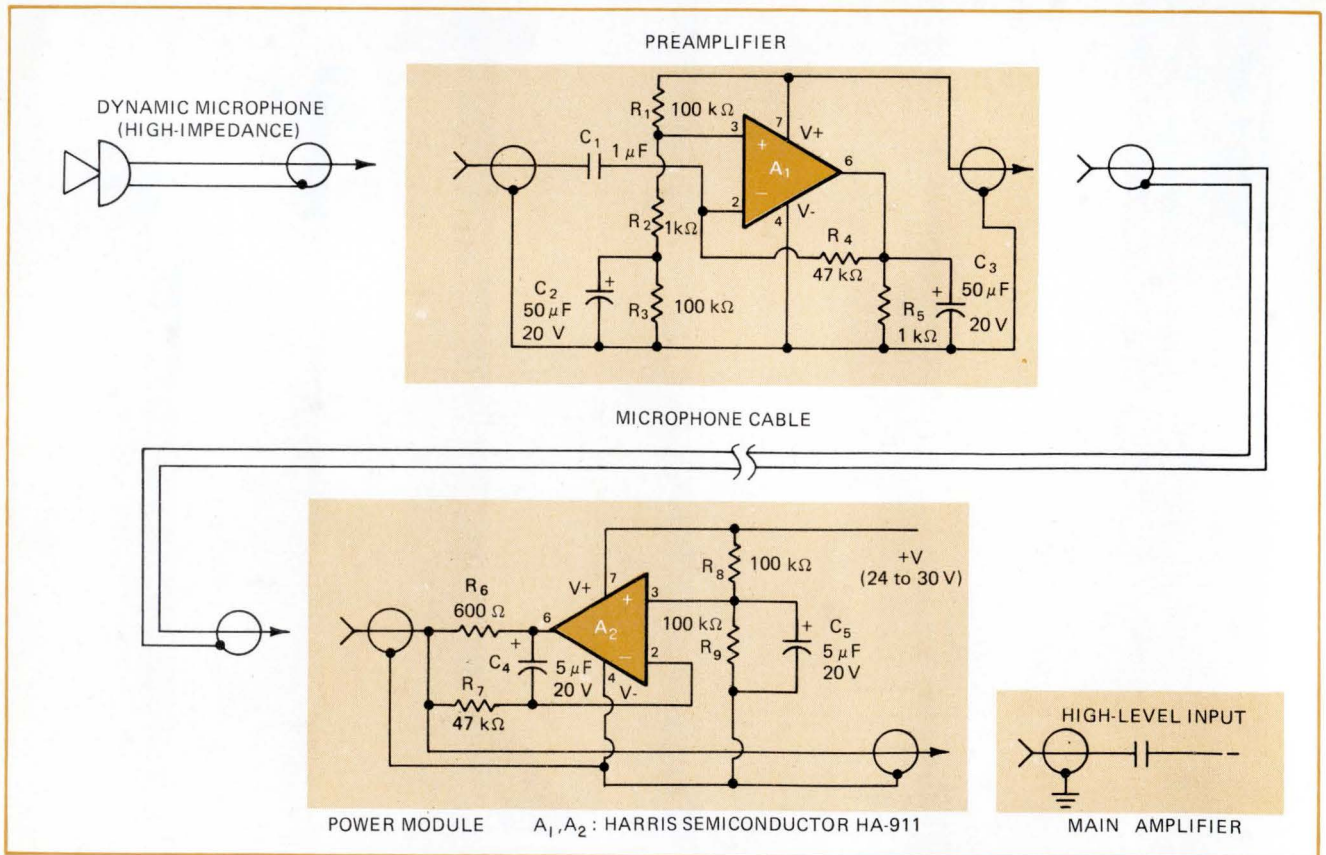 PREAMPLIFIER
DYNAMIC MICROPHONE
(HIGH-IMPEDANCE)
R1 100 kΩ
C1
1 μF
3
7
V+
+
A1
6
−
2
V-
4
R2
1kΩ
R4
47 kΩ
C2
50 μF
20 V
+
R3
100 kΩ
R5
1 kΩ
+
C3
50 μF
20 V
MICROPHONE CABLE
+V
(24 to 30 V)
R8
100 kΩ
R6
600 Ω
7
V+
6
A2
+
−
3
2
4
V-
100 kΩ
R9
+
C5
5 μF
20 V
+
C4
5 μF
20 V
R7
47 kΩ
HIGH-LEVEL INPUT
POWER MODULE
A1, A2 : HARRIS SEMICONDUCTOR HA-911
MAIN AMPLIFIER